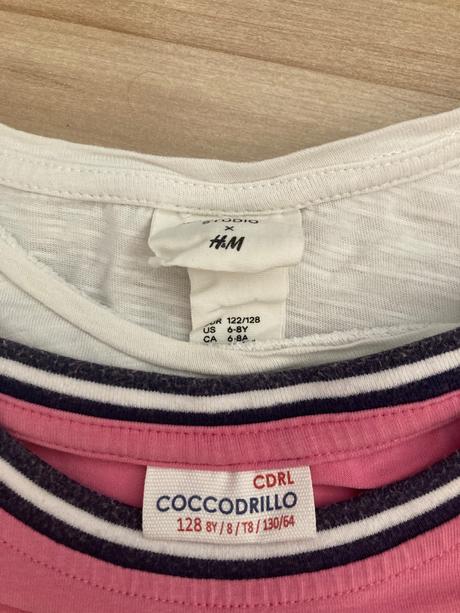 STUDIO
x
H&M
122/128
US 6-8Y
CA 6-8A
CDRL
COCCODRILLO
128 8Y / 8 / T8 / 130/64